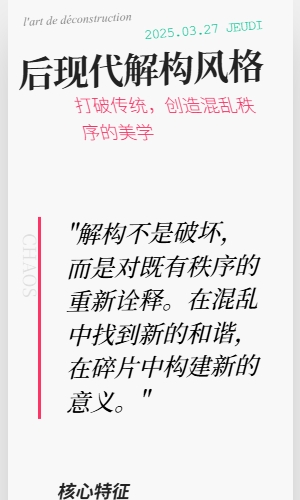 l'art de déconstruction
2025.03.27 JEUDI
后现代解构风格
打破传统，创造混乱秩
序的美学
CHAOS
"解构不是破坏，
而是对既有秩序的
重新诠释。在混乱
中找到新的和谐，
在碎片中构建新的
意义。"
核心特征